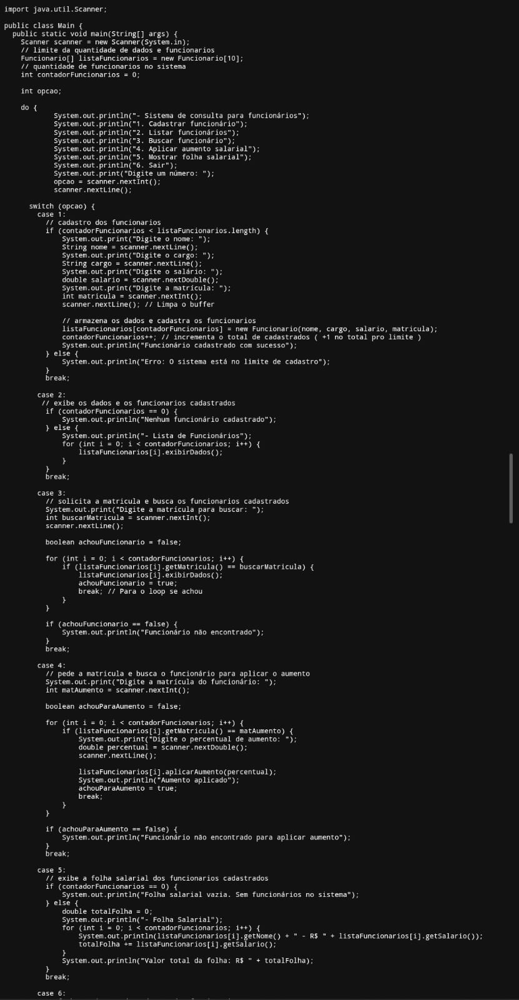 import java.util.Scanner;
public class Main {
public static void main(String[] args) {
Scanner scanner = new Scanner(System.in);
// limite da quantidade de dados e funcionarios
Funcionario[] listaFuncionarios = new Funcionario[10];
// quantidade de funcionarios no sistema
int contadorFuncionarios = 0;
int opcao;
do {
System.out.println("- Sistema de consulta para funcionários");
System.out.println("1. Cadastrar funcionário");
System.out.println("2. Listar funcionários");
System.out.println("3. Buscar funcionário");
System.out.println("4. Aplicar aumento salarial");
System.out.println("5. Mostrar folha salarial");
System.out.println("6. Sair");
System.out.print("Digite um número: ");
opcao = scanner.nextInt();
scanner.nextLine();
switch (opcao) {
case 1:
// cadastro dos funcionarios
if (contadorFuncionarios < listaFuncionarios.length) {
System.out.print("Digite o nome: ");
String nome = scanner.nextLine();
System.out.print("Digite o cargo: ");
String cargo = scanner.nextLine();
System.out.print("Digite o salário: ");
double salario = scanner.nextDouble();
System.out.print("Digite a matrícula: ");
int matricula = scanner.nextInt();
scanner.nextLine(); // Limpa o buffer
// armazena os dados e cadastra os funcionarios
listaFuncionarios[contadorFuncionarios] = new Funcionario(nome, cargo, salario, matricula);
contadorFuncionarios++; // incrementa o total de cadastrados ( +1 no total pro limite )
System.out.println("Funcionário cadastrado com sucesso");
} else {
System.out.println("Erro: O sistema está no limite de cadastro");
}
break;
case 2:
// exibe os dados e os funcionarios cadastrados
if (contadorFuncionarios == 0) {
System.out.println("Nenhum funcionário cadastrado");
} else {
System.out.println("- Lista de Funcionários");
for (int i = 0; i < contadorFuncionarios; i++) {
listaFuncionarios[i].exibirDados();
}
}
break;
case 3:
// solicita a matricula e busca os funcionarios cadastrados
System.out.print("Digite a matrícula para buscar: ");
int buscarMatricula = scanner.nextInt();
scanner.nextLine();
boolean achouFuncionario = false;
for (int i = 0; i < contadorFuncionarios; i++) {
if (listaFuncionarios[i].getMatricula() == buscarMatricula) {
listaFuncionarios[i].exibirDados();
achouFuncionario = true;
break; // Para o loop se achou
}
}
if (achouFuncionario == false) {
System.out.println("Funcionário não encontrado");
}
break;
case 4:
// pede a matricula e busca o funcionário para aplicar o aumento
System.out.print("Digite a matrícula do funcionário: ");
int matAumento = scanner.nextInt();
boolean achouParaAumento = false;
for (int i = 0; i < contadorFuncionarios; i++) {
if (listaFuncionarios[i].getMatricula() == matAumento) {
System.out.print("Digite o percentual de aumento: ");
double percentual = scanner.nextDouble();
scanner.nextLine();
listaFuncionarios[i].aplicarAumento(percentual);
System.out.println("Aumento aplicado");
achouParaAumento = true;
break;
}
}
if (achouParaAumento == false) {
System.out.println("Funcionário não encontrado para aplicar aumento");
}
break;
case 5:
// exibe a folha salarial dos funcionarios cadastrados
if (contadorFuncionarios == 0) {
System.out.println("Folha salarial vazia. Sem funcionários no sistema");
} else {
double totalFolha = 0;
System.out.println("- Folha Salarial");
for (int i = 0; i < contadorFuncionarios; i++) {
System.out.println(listaFuncionarios[i].getNome() + " - R$ " + listaFuncionarios[i].getSalario());
totalFolha += listaFuncionarios[i].getSalario();
}
System.out.println("Valor total da folha: R$ " + totalFolha);
}
break;
case 6: